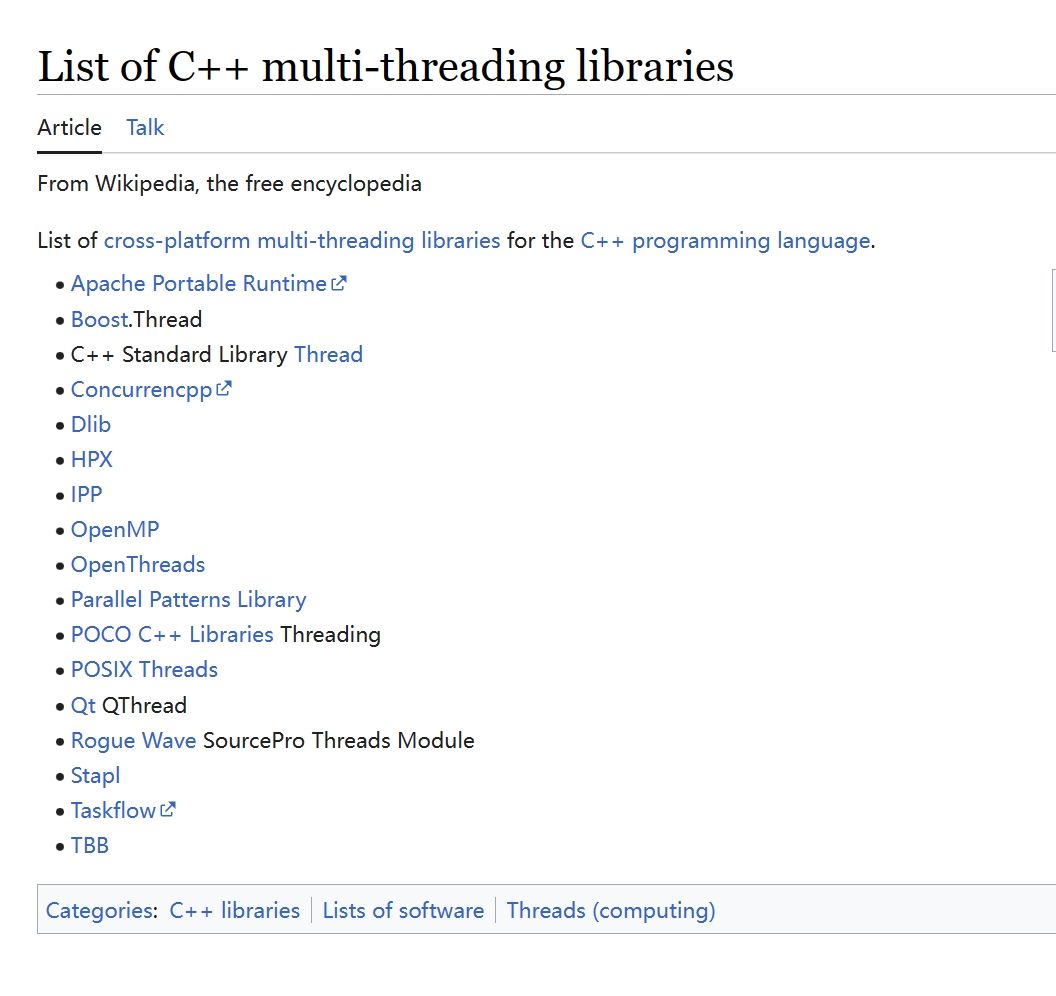 List of C++ multi-threading libraries
Article Talk
From Wikipedia, the free encyclopedia
List of cross-platform multi-threading libraries for the C++ programming language.
• Apache Portable Runtime
• Boost.Thread
• C++ Standard Library Thread
• Concurrencpp
• Dlib
• HPX
• IPP
• OpenMP
• OpenThreads
• Parallel Patterns Library
• POCO C++ Libraries Threading
• POSIX Threads
• Qt QThread
• Rogue Wave SourcePro Threads Module
• Stapl
• Taskflow
• TBB
Categories: C++ libraries | Lists of software | Threads (computing)